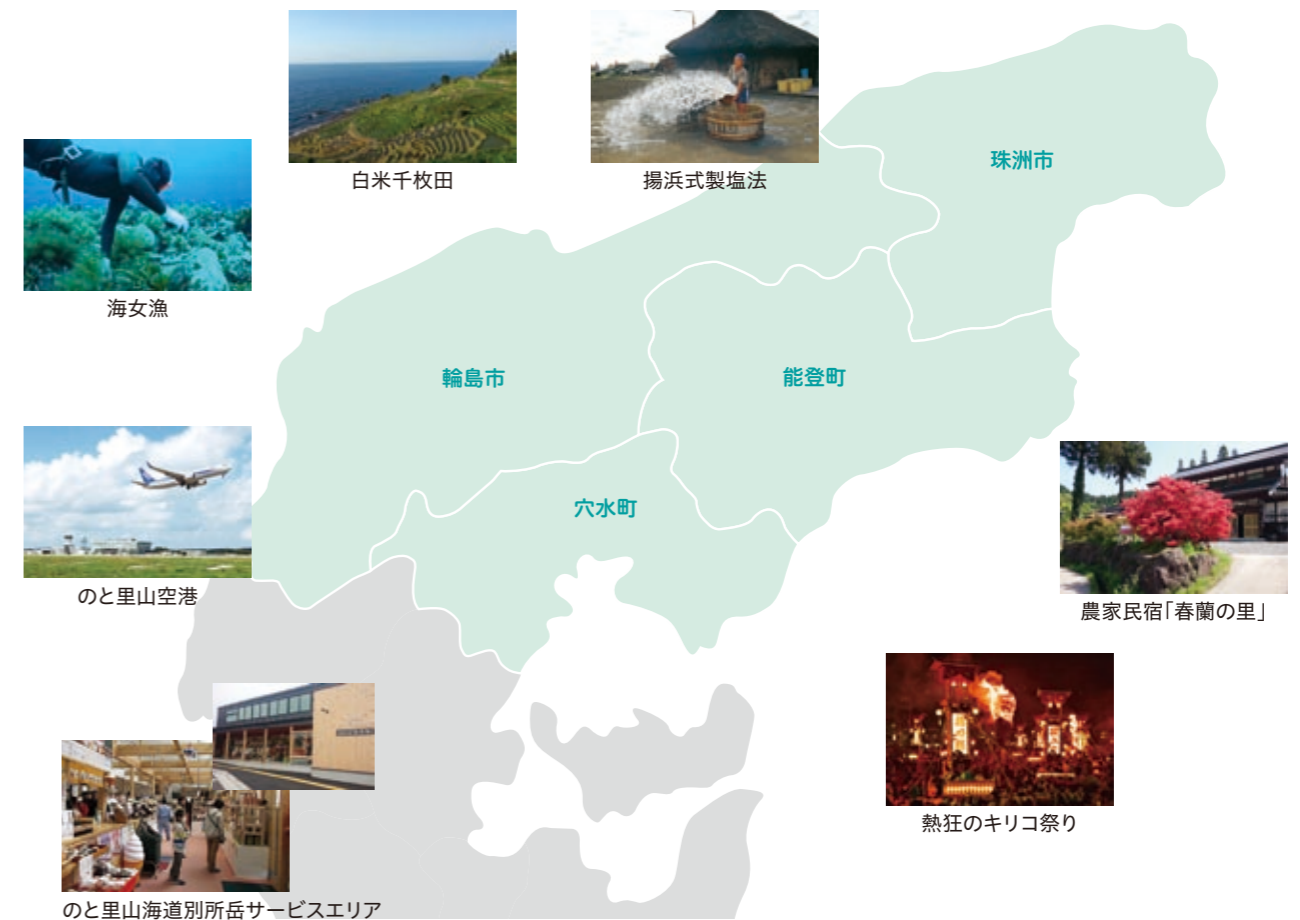 白米千枚田
揚浜式製塩法
珠洲市
海女漁
輪島市
能登町
穴水町
のと里山空港
農家民宿「春蘭の里」
熱狂のキリコ祭り
のと里山海道別所岳サービスエリア